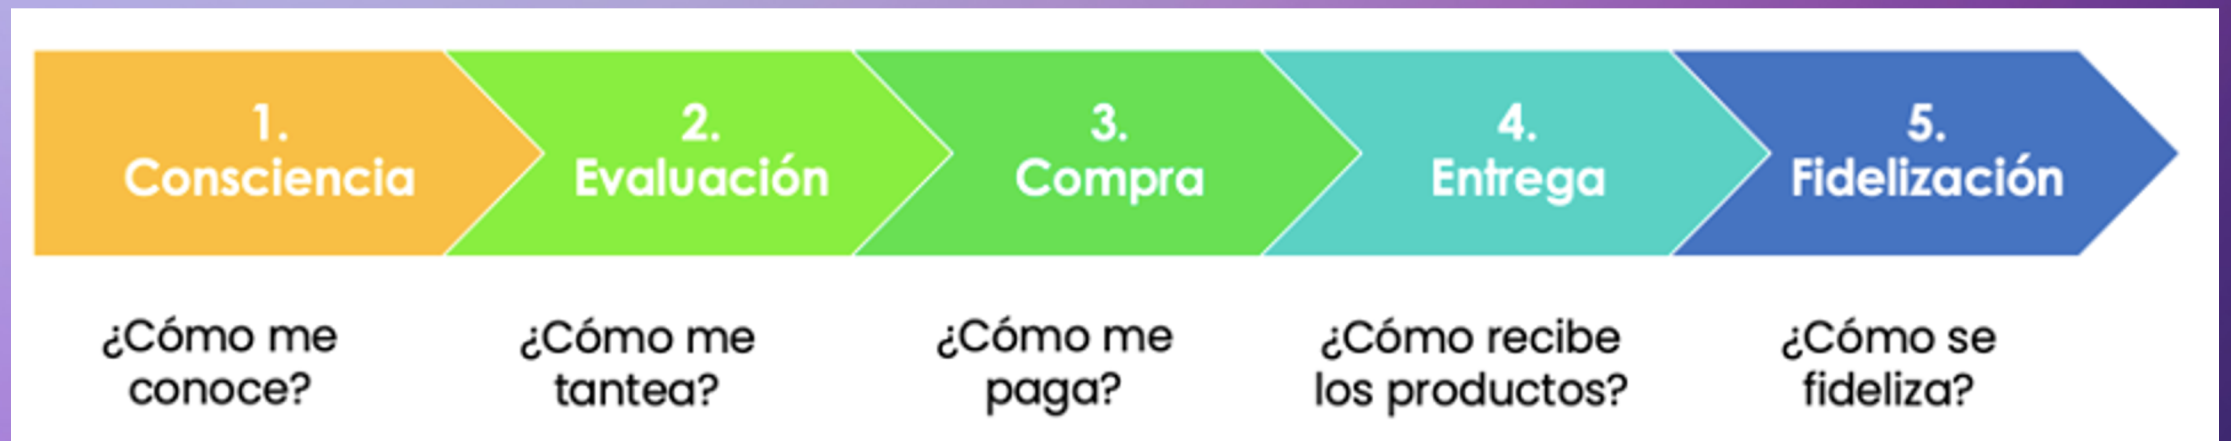 1.
Consciencia
2.
Evaluación
3.
Compra
4.
Entrega
5.
Fidelización
¿Cómo me
conoce?
¿Cómo me
tantea?
¿Cómo me
paga?
¿Cómo recibe
los productos?
¿Cómo se
fideliza?